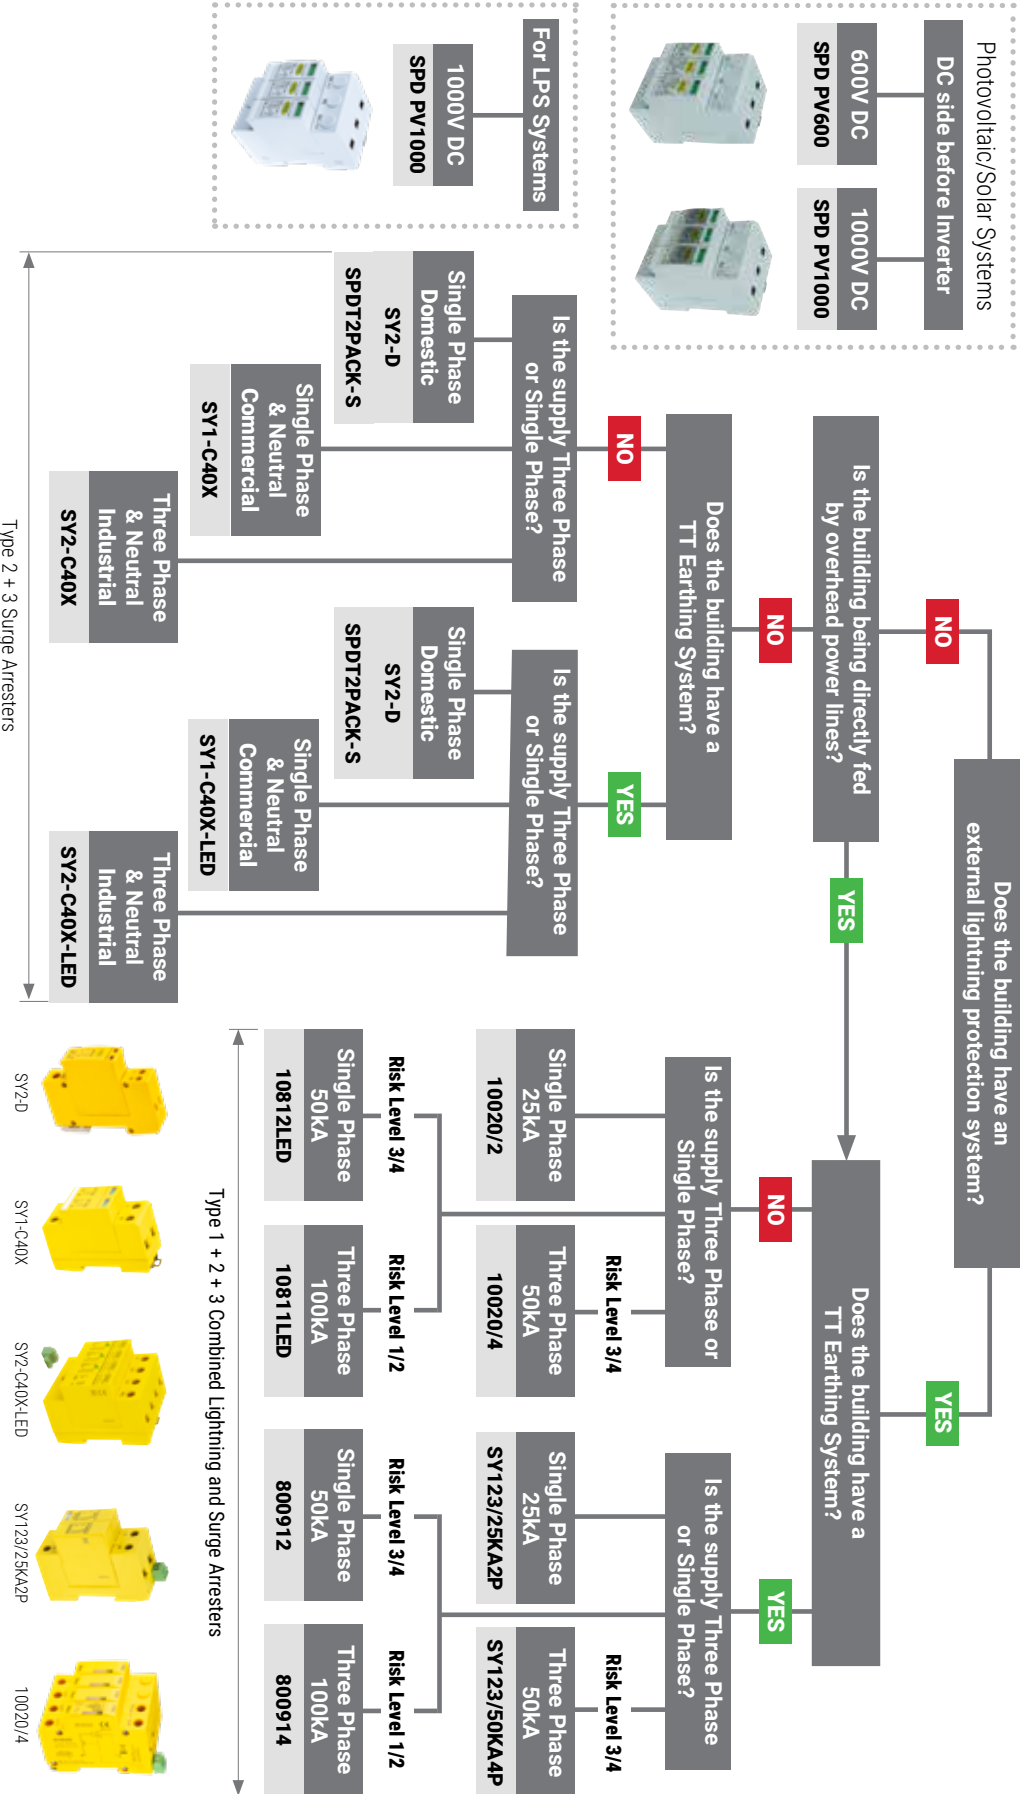 Photovoltaic/Solar Systems
DC side before Inverter
600V DC
SPD PV600
1000V DC
SPD PV1000
For LPS Systems
1000V DC
SPD PV1000
Does the building have an
external lightning protection system?
NO
YES
Is the building being directly fed
by overhead power lines?
YES
Does the building have a
TT Earthing System?
NO
NO
YES
Does the building have a
TT Earthing System?
NO
YES
Is the supply Three Phase
or Single Phase?
Is the supply Three Phase
or Single Phase?
Is the supply Three Phase or
Single Phase?
Is the supply Three Phase
or Single Phase?
Single Phase
Domestic
SY2-D
SPDT2PACK-S
Single Phase
& Neutral
Commercial
SY1-C40X
Three Phase
& Neutral
Industrial
SY2-C40X
Single Phase
Domestic
SY2-D
SPDT2PACK-S
Single Phase
& Neutral
Commercial
SY1-C40X-LED
Three Phase
& Neutral
Industrial
SY2-C40X-LED
Type 2 + 3 Surge Arresters
Single Phase
25kA
10020/2
Risk Level 3/4
Three Phase
50kA
10020/4
Risk Level 3/4
Single Phase
50kA
10812LED
Risk Level 1/2
Three Phase
100kA
10811LED
Single Phase
25kA
SY123/25KA2P
Risk Level 3/4
Three Phase
50kA
SY123/50KA4P
Risk Level 3/4
Single Phase
50kA
800912
Risk Level 1/2
Three Phase
100kA
800914
Type 1 + 2 + 3 Combined Lightning and Surge Arresters
SY2-D
SY1-C40X
SY2-C40X-LED
SY123/25KA2P
10020/4